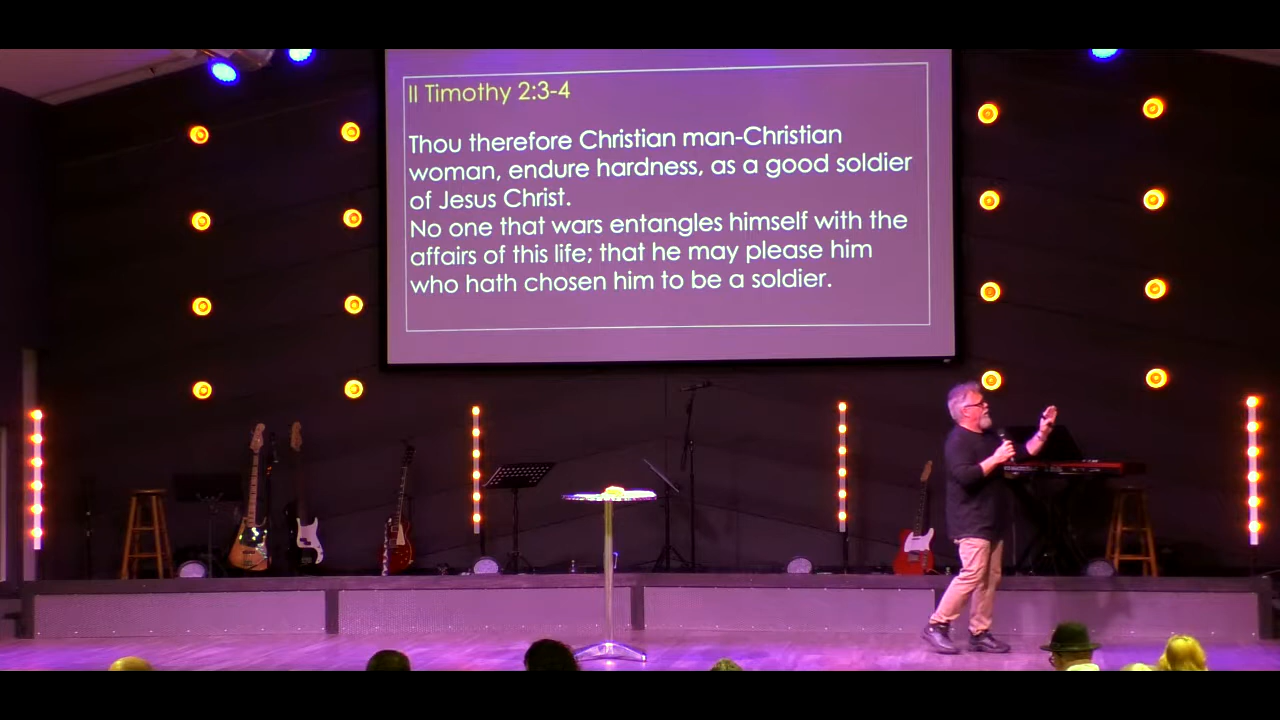 II Timothy 2:3-4
Thou therefore Christian man-Christian
woman, endure hardness, as a good soldier
of Jesus Christ.
No one that wars entangles himself with the
affairs of this life; that he may please him
who hath chosen him to be a soldier.